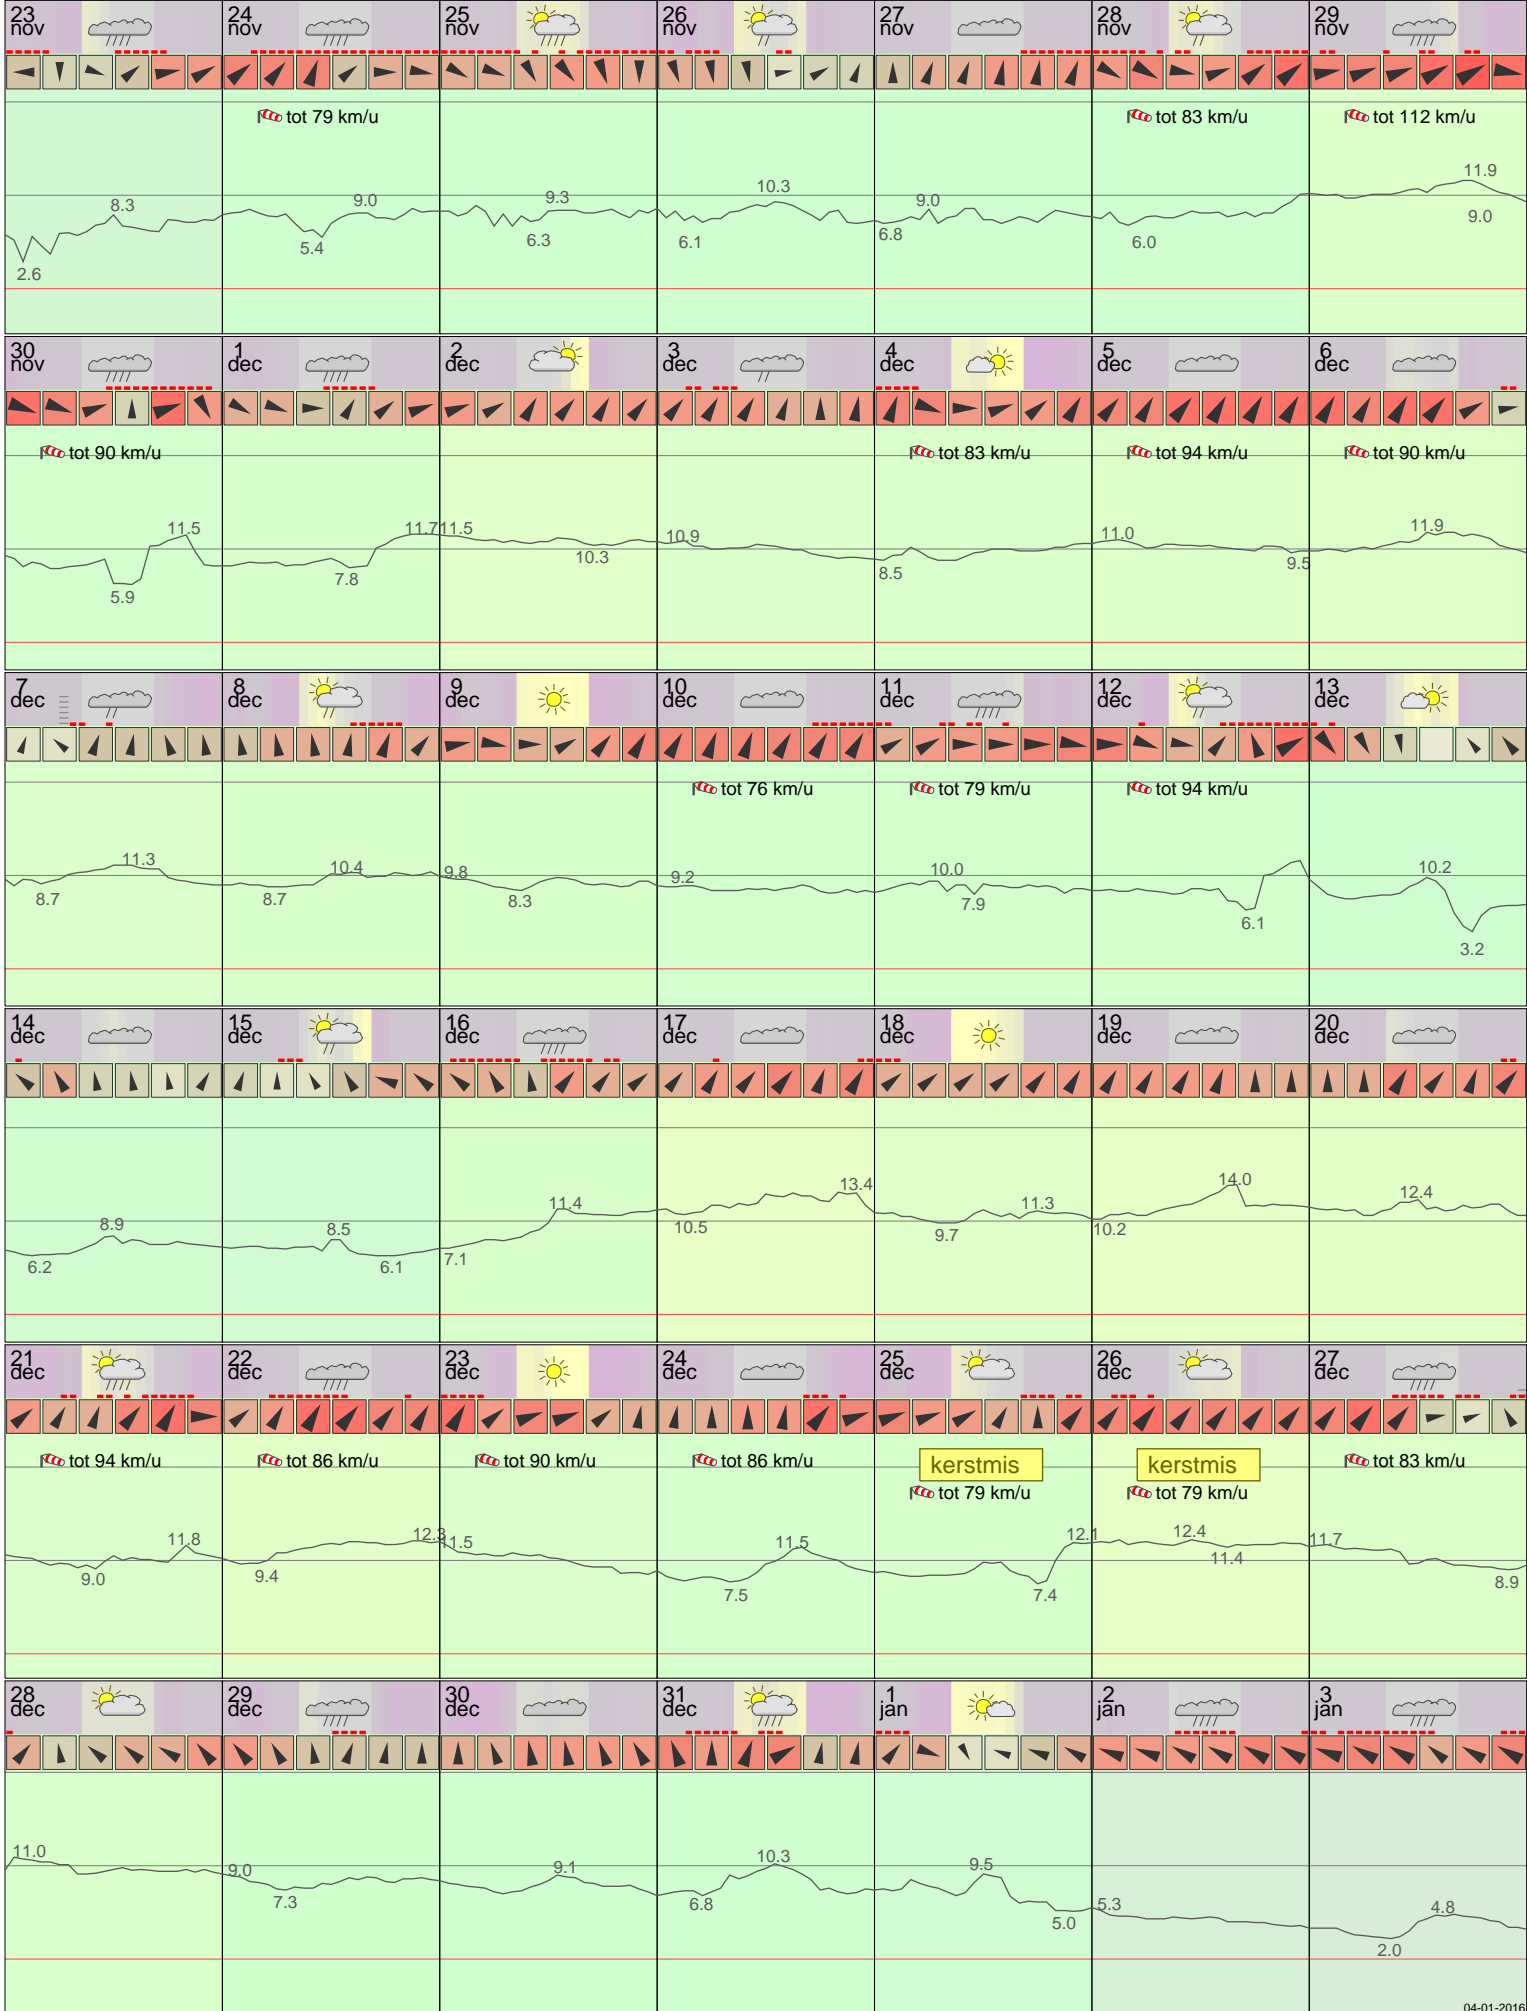 23 nov
24 nov
25 nov
26 nov
27 nov
28 nov
29 nov
tot 79 km/u
tot 83 km/u
tot 112 km/u
8.3
2.6
9.0
5.4
9.3
6.3
10.3
6.1
9.0
6.8
6.0
11.9
9.0
30 nov
1 dec
2 dec
3 dec
4 dec
5 dec
6 dec
tot 90 km/u
tot 83 km/u
tot 94 km/u
tot 90 km/u
11.5
5.9
11.7
7.8
11.5
10.3
10.9
8.5
11.0
9.5
11.9
7 dec
8 dec
9 dec
10 dec
11 dec
12 dec
13 dec
tot 76 km/u
tot 79 km/u
tot 94 km/u
11.3
8.7
10.4
8.7
9.8
8.3
9.2
10.0
7.9
6.1
10.2
3.2
14 dec
15 dec
16 dec
17 dec
18 dec
19 dec
20 dec
8.9
6.2
8.5
6.1
11.4
7.1
13.4
10.5
11.3
9.7
14.0
10.2
12.4
21 dec
22 dec
23 dec
24 dec
25 dec
26 dec
27 dec
tot 94 km/u
tot 86 km/u
tot 90 km/u
tot 86 km/u
kerstmis
tot 79 km/u
kerstmis
tot 79 km/u
tot 83 km/u
11.8
9.0
12.3
9.4
11.5
11.5
7.5
12.1
7.4
12.4
11.4
11.7
8.9
28 dec
29 dec
30 dec
31 dec
1 jan
2 jan
3 jan
11.0
9.0
7.3
9.1
10.3
6.8
9.5
5.0
5.3
4.8
2.0
04-01-2016